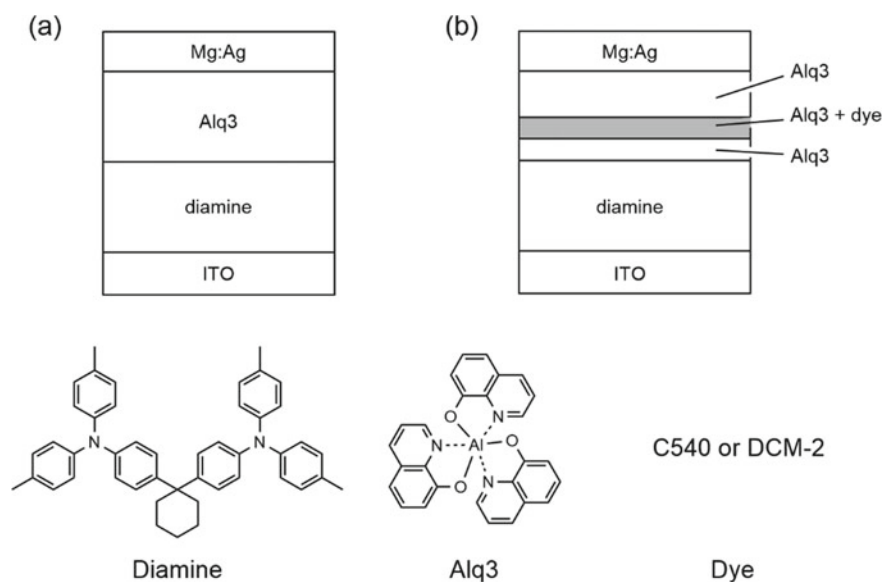 (a)
Mg:Ag
Alq3
diamine
ITO
(b)
Mg:Ag
Alq3
Alq3 + dye
Alq3
diamine
ITO
N
N
Diamine
O
N
N
Al
O
O
N
Alq3
C540 or DCM-2
Dye